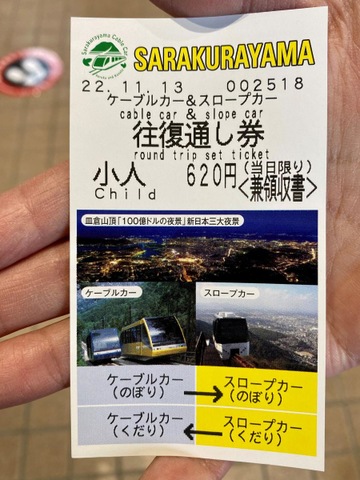 Sarakurayama Cable Car
SARAKURAYAMA
22.11.13 002518
ケーブルカー&スロープカー
cable car & slope car
往復通し券
round trip set ticket
小人 620円(当日限り)
Child <兼領収書>
皿倉山頂「100億ドルの夜景」新日本三大夜景
ケーブルカー スロープカー
ケーブルカー スロープカー
(のぼり) → (のぼり)
ケーブルカー スロープカー
(くだり) ← (くだり)